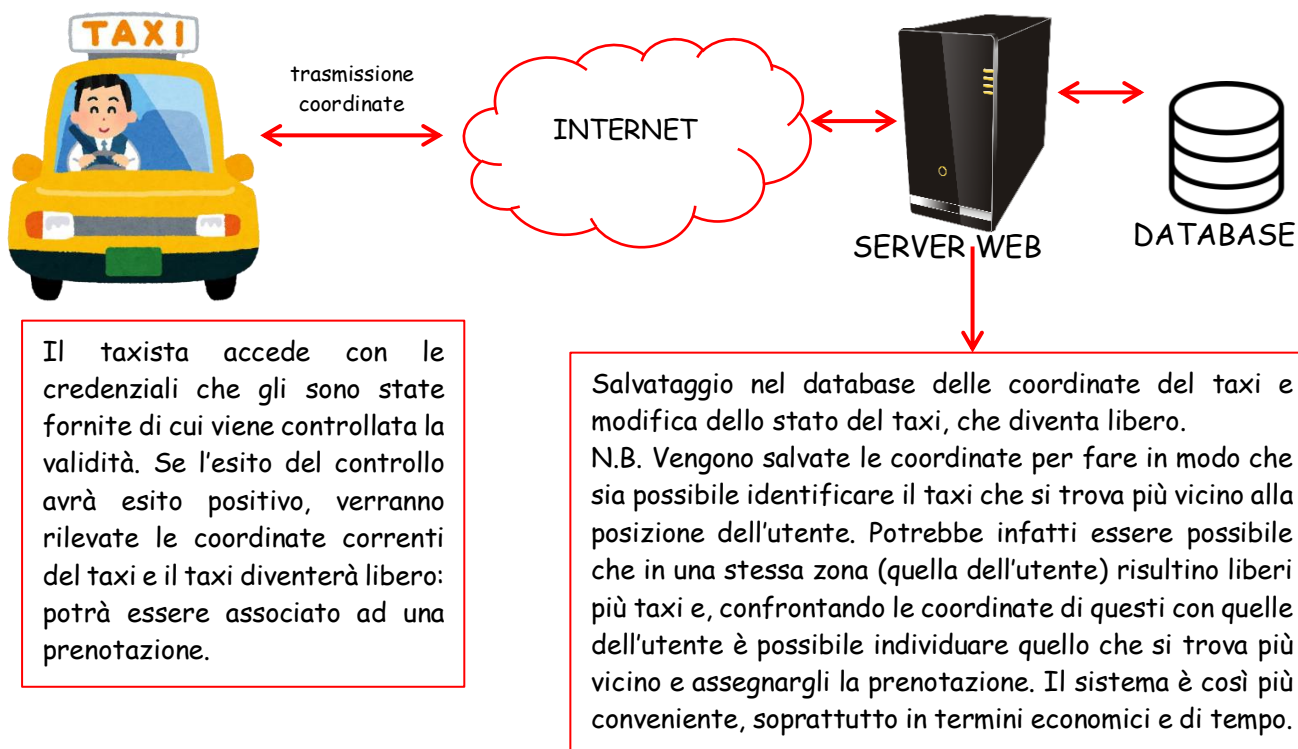 TAXI
trasmissione
coordinate
INTERNET
SERVER WEB
DATABASE
Il taxista accede con le
credenziali che gli sono state
fornite di cui viene controllata la
validità. Se l'esito del controllo
avrà esito positivo, verranno
rilevate le coordinate correnti
del taxi e il taxi diventerà libero:
potrà essere associato ad una
prenotazione.
Salvataggio nel database delle coordinate del taxi e
modifica dello stato del taxi, che diventa libero.
N.B. Vengono salvate le coordinate per fare in modo che
sia possibile identificare il taxi che si trova più vicino alla
posizione dell'utente. Potrebbe infatti essere possibile
che in una stessa zona (quella dell'utente) risultino liberi
più taxi e, confrontando le coordinate di questi con quelle
dell'utente è possibile individuare quello che si trova più
vicino e assegnargli la prenotazione. Il sistema è così più
conveniente, soprattutto in termini economici e di tempo.